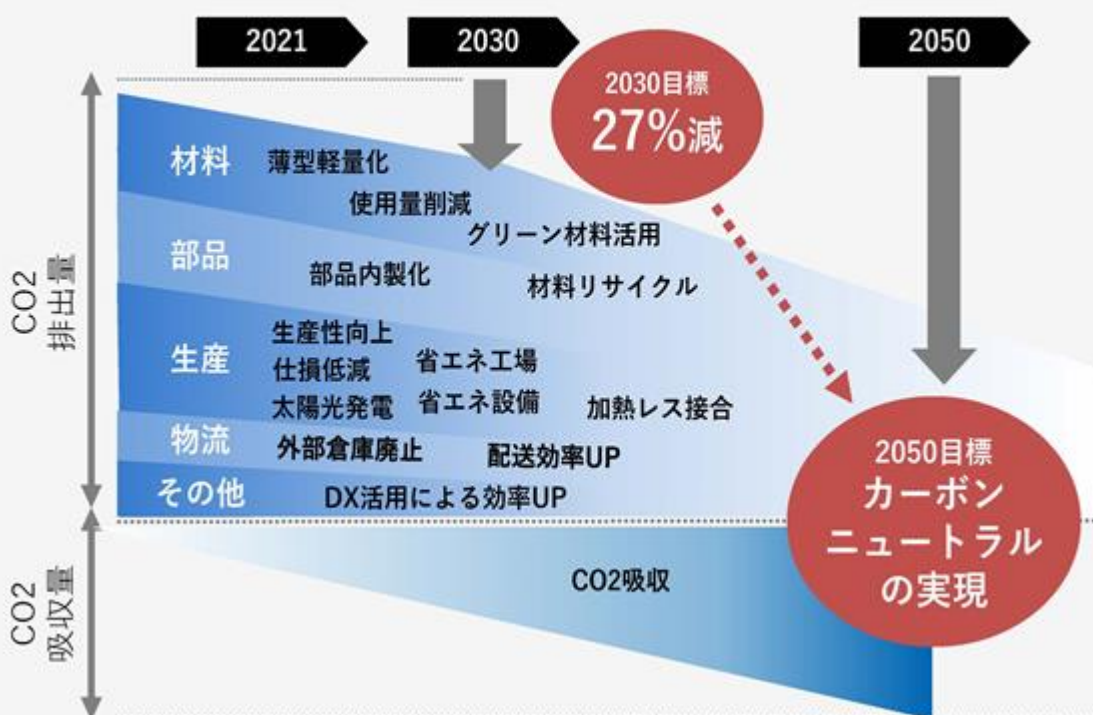 2021
2030
2050
2030目標
27%減
CO2
排出量
材料
薄型軽量化
使用量削減
グリーン材料活用
部品
部品内製化
材料リサイクル
生産
生産性向上
仕損低減
太陽光発電
省エネ工場
省エネ設備
加熱レス接合
物流
外部倉庫廃止
配送効率UP
その他
DX活用による効率UP
2050目標
カーボン
ニュートラル
の実現
CO2
吸収量
CO2吸収